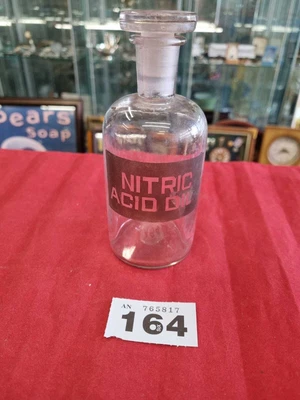 Pears
Soap
NITRIC
ACID
AN 765817
164